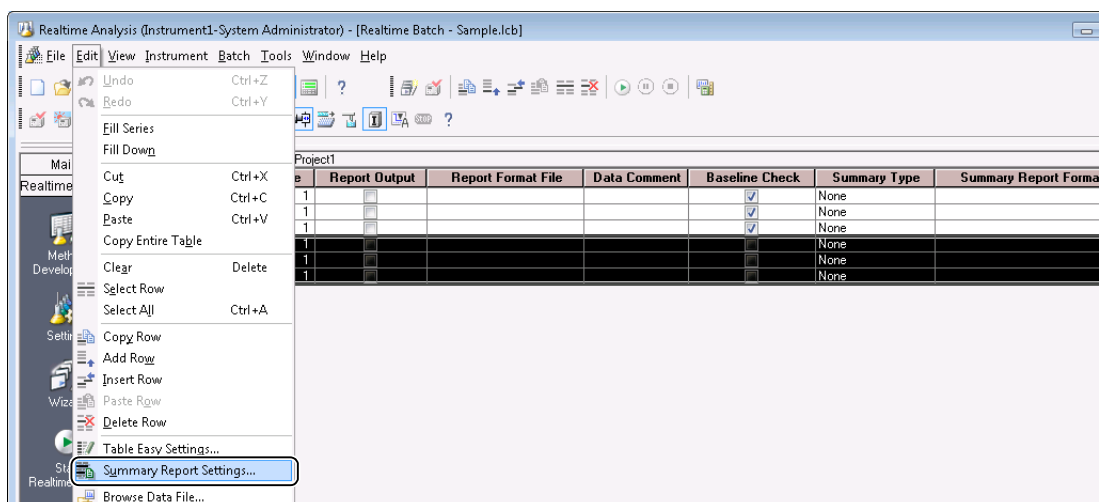 Realtime Analysis (Instrument1-System Administrator) - [Realtime Batch - Sample.lcb]
File Edit View Instrument Batch Tools Window Help
Undo Ctrl+Z
Redo Ctrl+Y
Fill Series
Fill Down
Cut Ctrl+X
Copy Ctrl+C
Paste Ctrl+V
Copy Entire Table
Clear Delete
Select Row
Select All Ctrl+A
Copy Row
Add Row
Insert Row
Paste Row
Delete Row
Table Easy Settings...
Summary Report Settings...
Browse Data File...
Mai
Realtime
Meth
Develop
Settin
Wiza
Sta
Realtime
Project1
e Report Output Report Format File Data Comment Baseline Check Summary Type Summary Report Forma
1 None
1 None
1 None
1 None
1 None
1 None